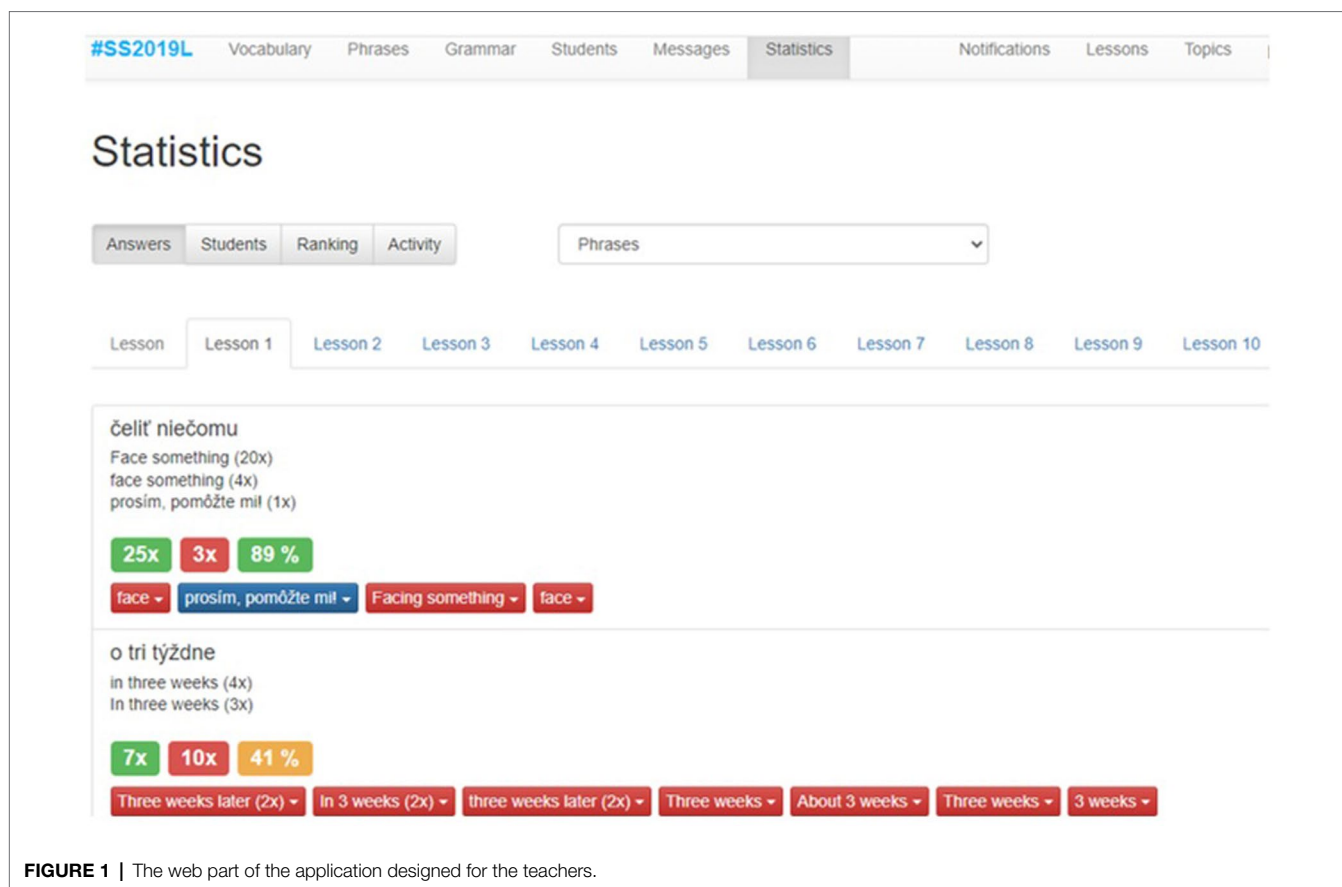 #SS2019L Vocabulary Phrases Grammar Students Messages Statistics Notifications Lessons Topics
Statistics
Answers Students Ranking Activity Phrases
Lesson Lesson 1 Lesson 2 Lesson 3 Lesson 4 Lesson 5 Lesson 6 Lesson 7 Lesson 8 Lesson 9 Lesson 10
čeliť niečomu
Face something (20x)
face something (4x)
prosím, pomôžte mi! (1x)
25x 3x 89 %
face prosím, pomôžte mi! Facing something face
o tri týždne
in three weeks (4x)
In three weeks (3x)
7x 10x 41 %
Three weeks later (2x) In 3 weeks (2x) three weeks later (2x) Three weeks About 3 weeks Three weeks 3 weeks
FIGURE 1 | The web part of the application designed for the teachers.